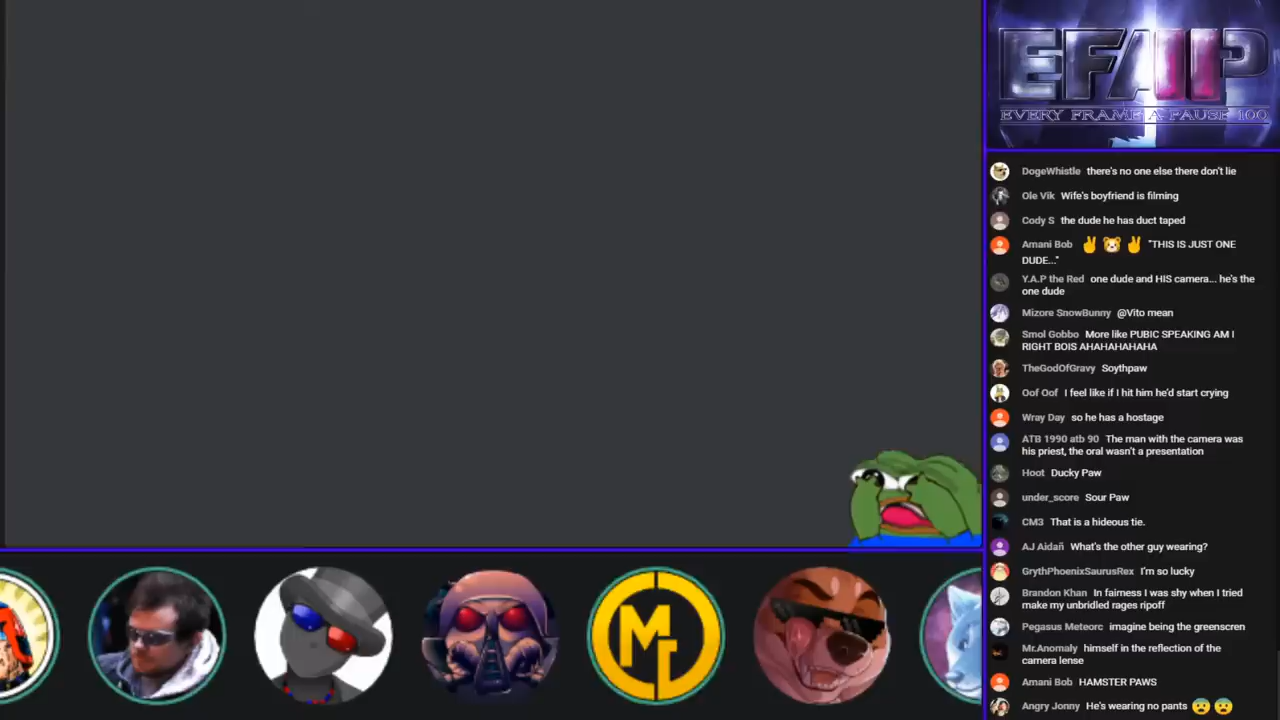 EFAP
EVERY FRAME A PAUSE 100
DogeWhistle there's no one else there don't lie
Ole Vik Wife's boyfriend is filming
Cody S the dude he has duct taped
Amani Bob ✌🐹✌ "THIS IS JUST ONE
DUDE..."
Y.A.P the Red one dude and HIS camera... he's the
one dude
Mizore SnowBunny @Vito mean
Smol Gobbo More like PUBIC SPEAKING AM I
RIGHT BOIS AHAHAHAHAHA
TheGodOfGravy Soythpaw
Oof Oof I feel like if I hit him he'd start crying
Wray Day so he has a hostage
ATB 1990 atb 90 The man with the camera was
his priest, the oral wasn't a presentation
Hoot Ducky Paw
under_score Sour Paw
CM3 That is a hideous tie.
AJ Aidañ What's the other guy wearing?
GrythPhoenixSaurusRex I'm so lucky
Brandon Khan In fairness I was shy when I tried
make my unbridled rages ripoff
Pegasus Meteorc imagine being the greenscren
Mr.Anomaly himself in the reflection of the
camera lense
Amani Bob HAMSTER PAWS
Angry Jonny He's wearing no pants 😨😨